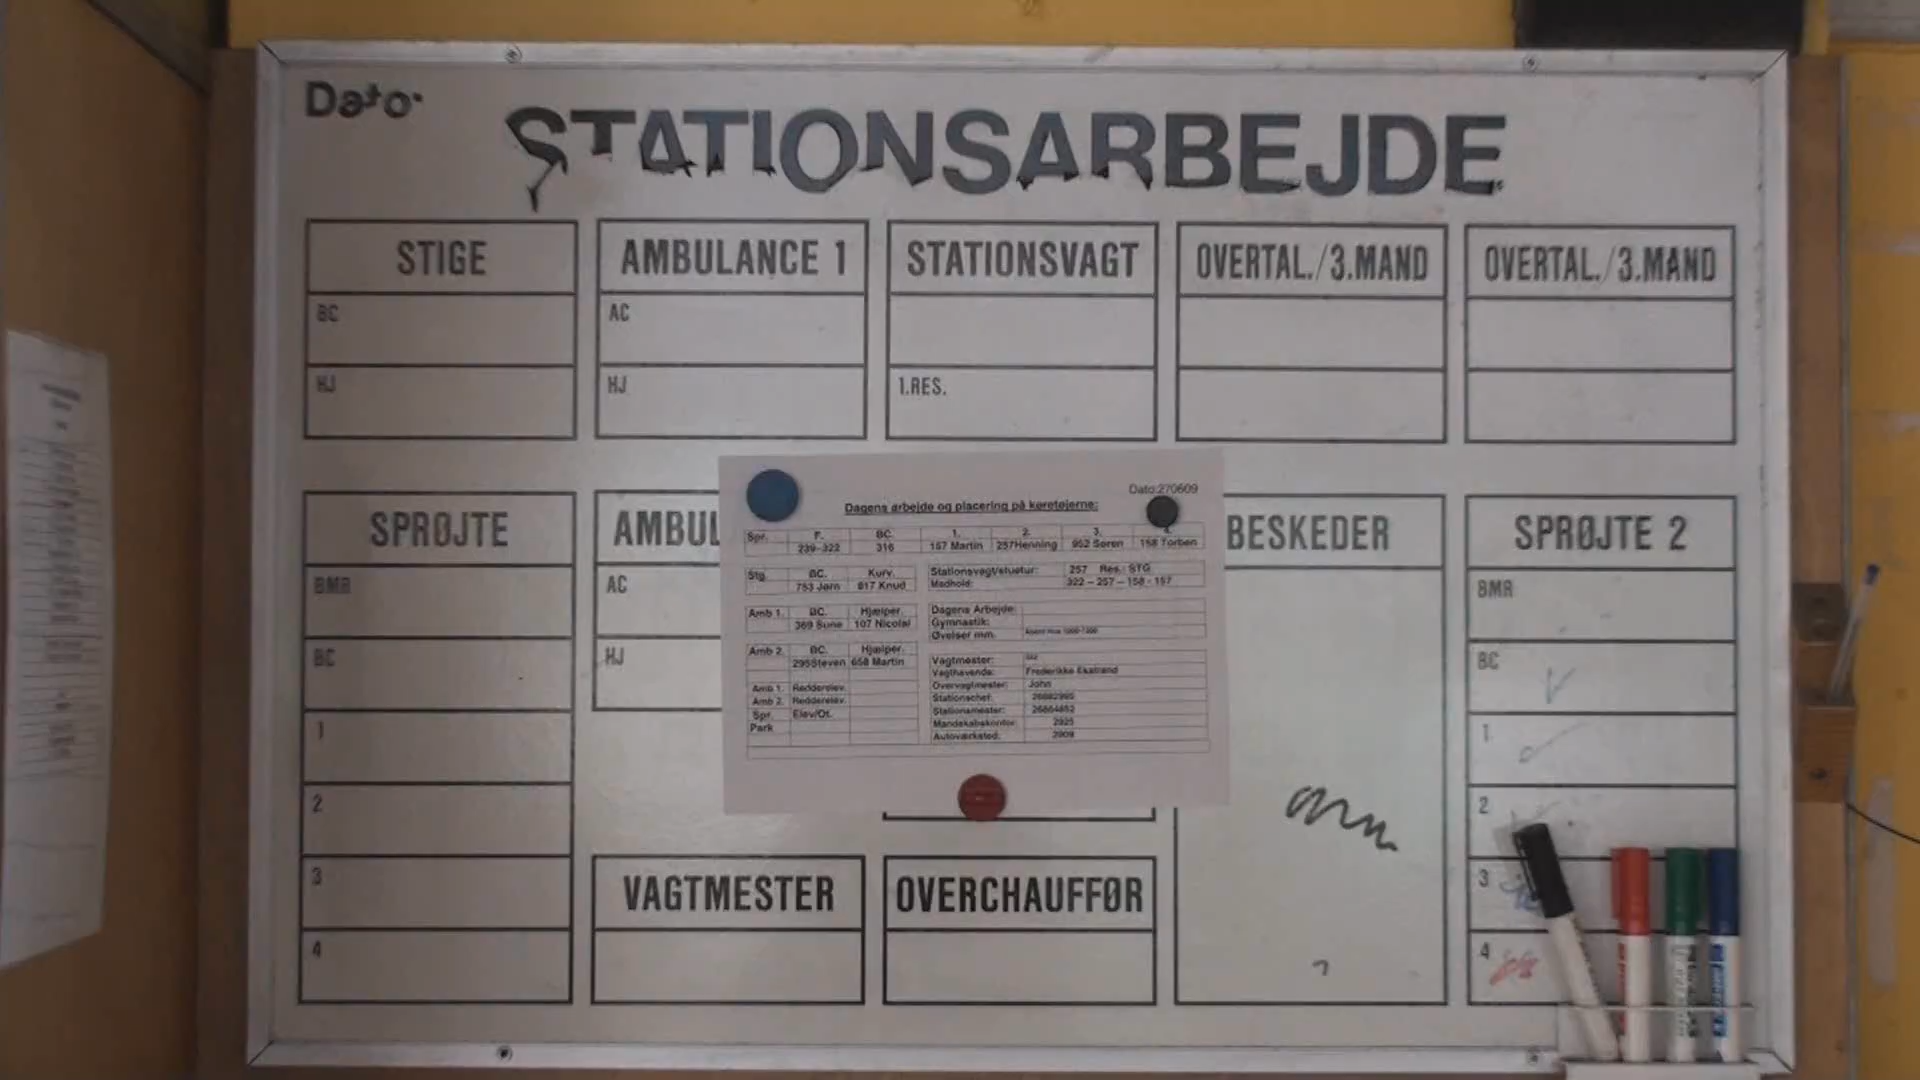 Dato:
STATIONSARBEJDE
STIGE
BC
HJ
AMBULANCE 1
AC
HJ
STATIONSVAGT
1.RES.
OVERTAL./3.MAND
OVERTAL./3.MAND
SPRØJTE
BMR
BC
1
2
3
4
AMBUL
AC
HJ
Dato:270609
Dagens arbejde og placering på køretøjerne:
Spr. F. BC. 1. 2. 3. 4.
239-322 316 157 Martin 257Henning 952 Søren 158 Torben
Stg. BC. Kurv.
753 Jørn 617 Knud
Stationsvagt/stuetur: 257 Res.: STG
Madhold: 322 - 257 - 158 - 157
Amb 1. BC. Hjælper.
369 Sune 107 Nicolai
Dagens Arbejde:
Gymnastik:
Øvelser mm.
Amb 2. BC. Hjælper.
295Steven 658 Martin
Amb 1. Redderelev.
Amb 2. Redderelev.
Spr. Elev/Ot.
Park
Vagtmester:
Vagthavende: Frederikke Ekstrand
Overvagtmester: John
Stationschef: 26882985
Stationsmester: 26884852
Mandskabskontor: 2925
Autoværksted: 2909
VAGTMESTER
OVERCHAUFFØR
BESKEDER
SPRØJTE 2
BMR
BC
1
2
3
4